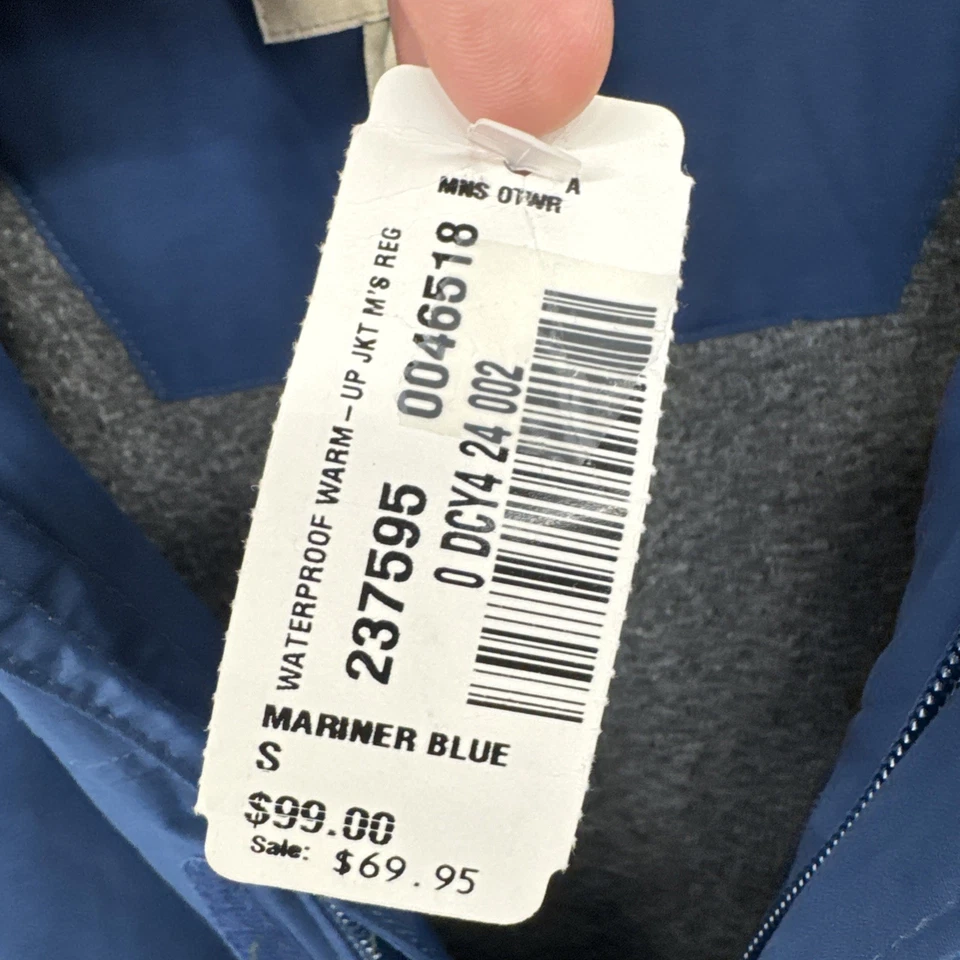 A
MNS OTWR
WATERPROOF WARM-UP JKT M'S REG
237595 0046518
0 DCY4 24 002
MARINER BLUE
S
$99.00
Sale: $69.95